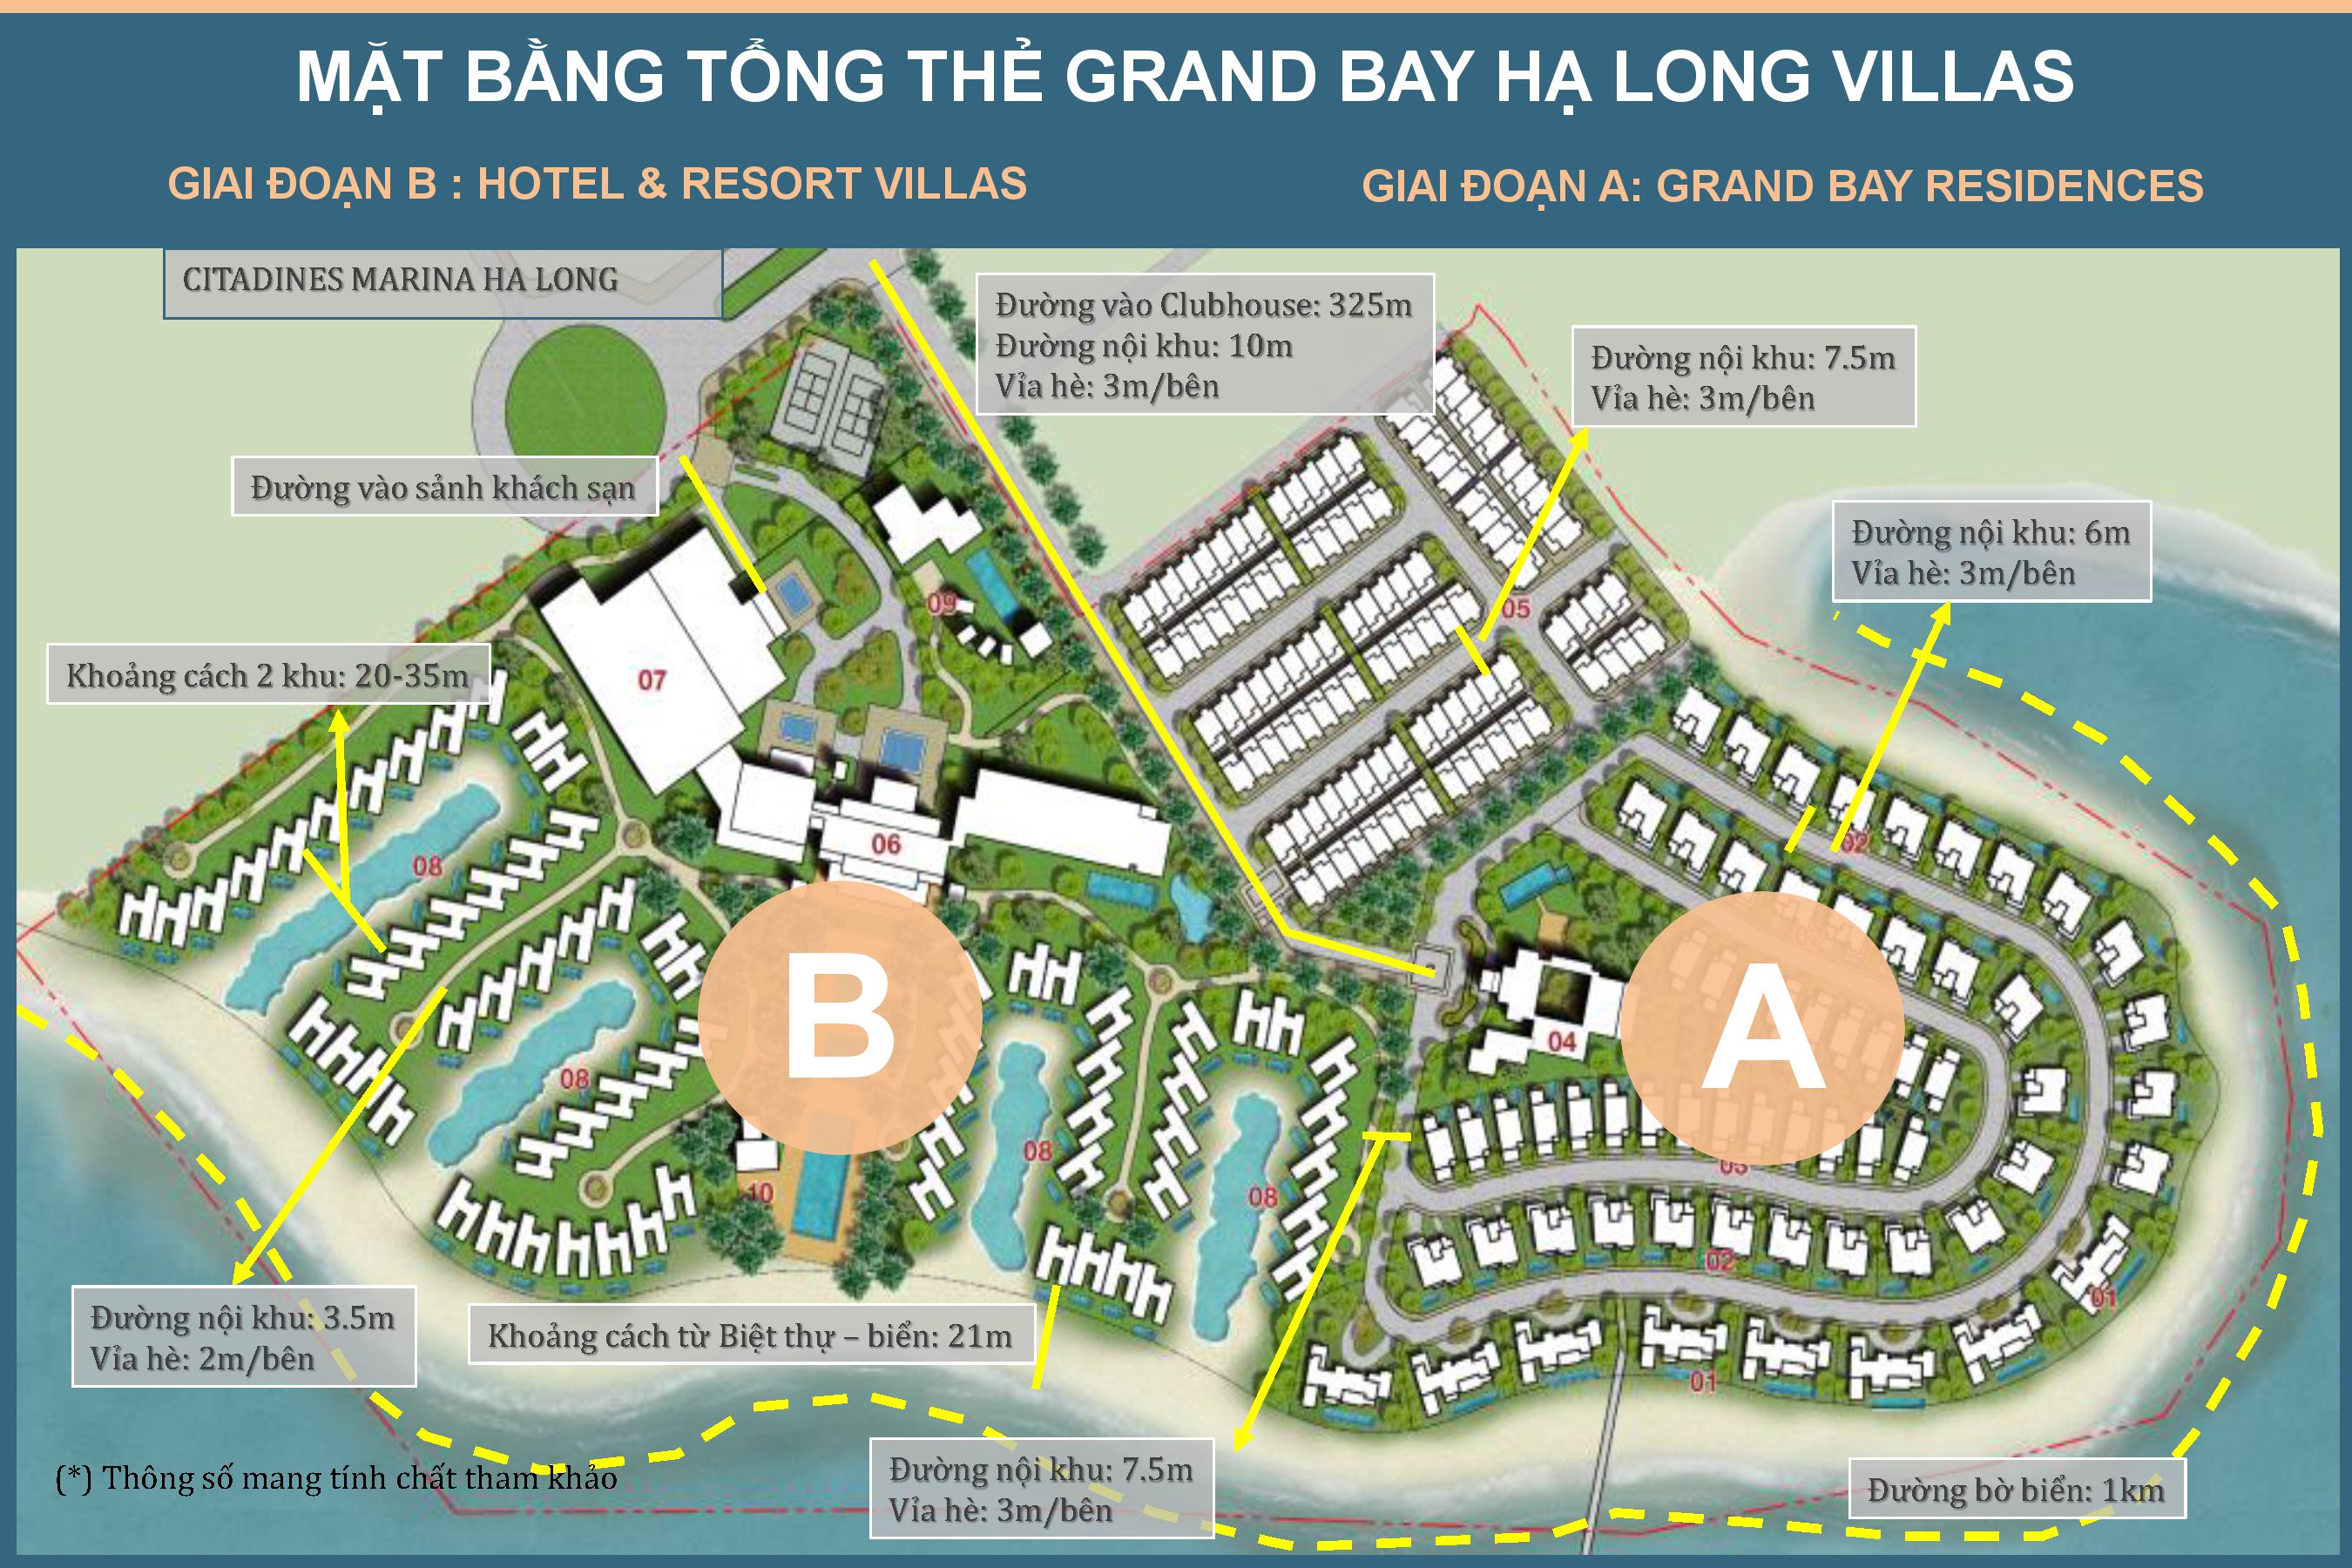 MẶT BẰNG TỔNG THẺ GRAND BAY HẠ LONG VILLAS
GIAI ĐOẠN B : HOTEL & RESORT VILLAS
GIAI ĐOẠN A: GRAND BAY RESIDENCES
CITADINES MARINA HA LONG
Đường vào Clubhouse: 325m
Đường nội khu: 10m
Vỉa hè: 3m/bên
Đường nội khu: 7.5m
Vỉa hè: 3m/bên
Đường vào sảnh khách sạn
Đường nội khu: 6m
Vỉa hè: 3m/bên
09
05
Khoảng cách 2 khu: 20-35m
07
06
02
08
B
A
04
08
08
03
10
08
02
01
01
Đường nội khu: 3.5m
Vỉa hè: 2m/bên
Khoảng cách từ Biệt thự – biển: 21m
(*) Thông số mang tính chất tham khảo
Đường nội khu: 7.5m
Vỉa hè: 3m/bên
Đường bờ biển: 1km